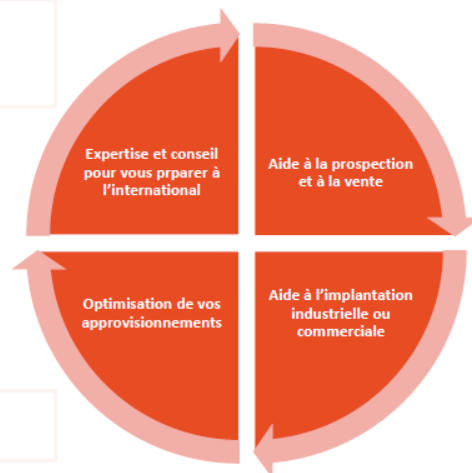 Expertise et conseil
pour vous prparer à
l'international
Aide à la prospection
et à la vente
Optimisation de vos
approvisionnements
Aide à l'implantation
industrielle ou
commerciale